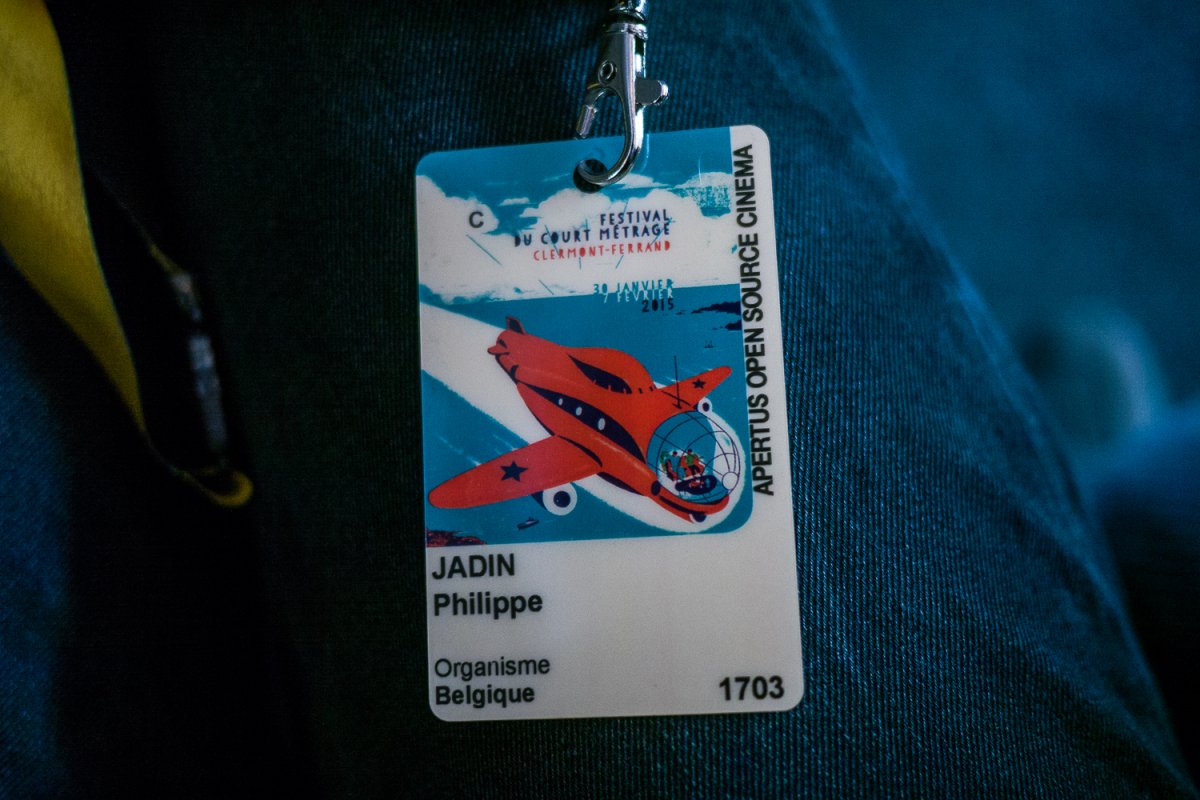 C
FESTIVAL
DU COURT MÉTRAGE
CLERMONT-FERRAND
30 JANVIER
7 FÉVRIER
2015
APERTUS OPEN SOURCE CINEMA
JADIN
Philippe
Organisme
Belgique
1703